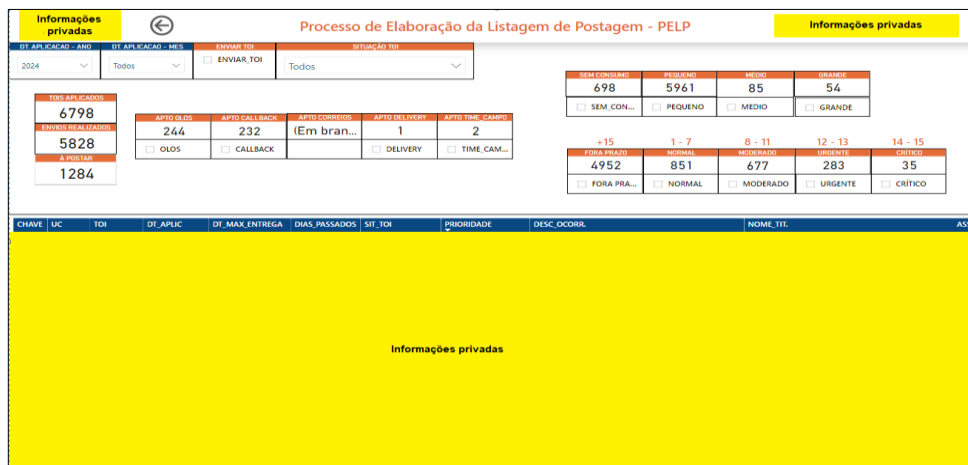 Informações
privadas
Processo de Elaboração da Listagem de Postagem - PELP
Informações privadas
DT_APLICACAO - ANO DT_APLICACAO - MES ENVIAR TOI SITUAÇÃO TOI
2024 Todos ENVIAR_TOI Todos
SEM CONSUMO PEQUENO MÉDIO GRANDE
698 5961 85 54
SEM_CON... PEQUENO MEDIO GRANDE
TOIS APLICADOS
6798
ENVIOS REALIZADOS
5828
À POSTAR
1284
APTO OLOS APTO CALLBACK APTO CORREIOS APTO DELIVERY APTO TIME_CAMPO
244 232 (Em bran... 1 2
OLOS CALLBACK DELIVERY TIME_CAM...
+15 1 - 7 8 - 11 12 - 13 14 - 15
FORA PRAZO NORMAL MODERADO URGENTE CRÍTICO
4952 851 677 283 35
FORA PRA... NORMAL MODERADO URGENTE CRÍTICO
CHAVE UC TOI DT_APLIC DT_MAX_ENTREGA DIAS_PASSADOS SIT_TOI PRIORIDADE DESC_OCORR. NOME_TIT. ASS
Informações privadas